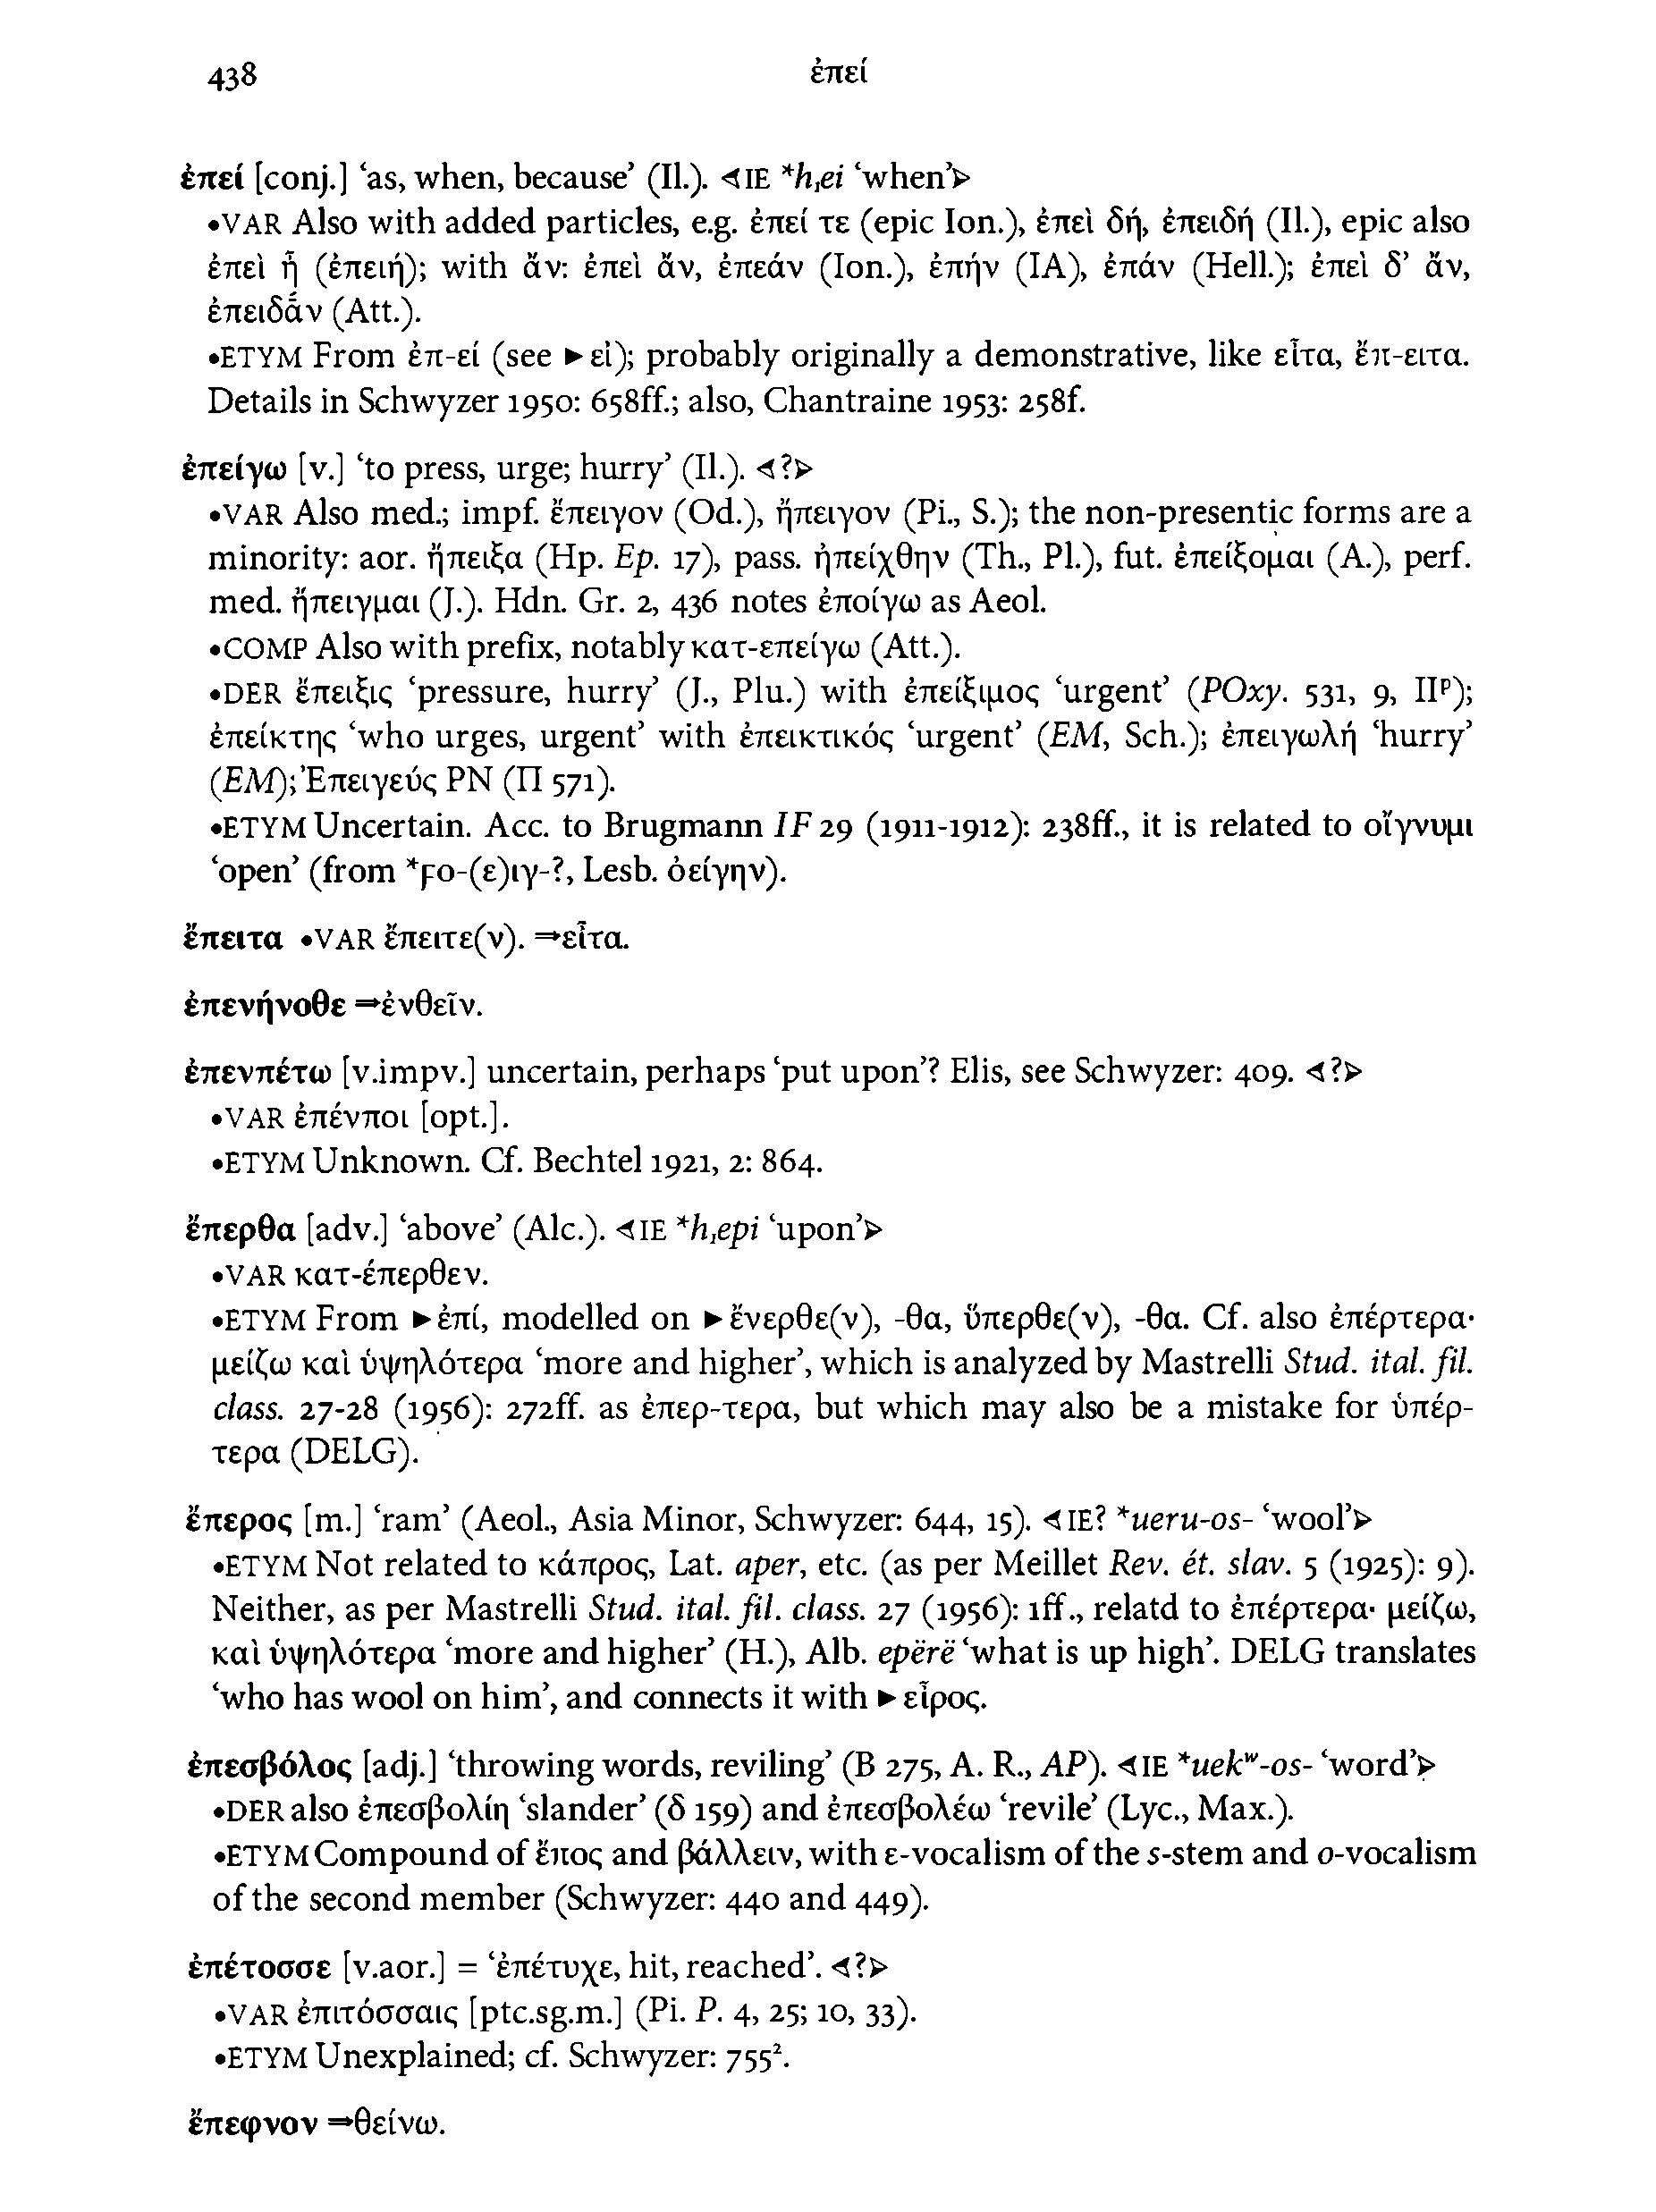 438 ἐπεί
ἐπεί [conj.] ‘as, when, because’ (Il.). ⋖IE *h₁ei ‘when’⋗
•VAR Also with added particles, e.g. ἐπεί τε (epic Ion.), ἐπεὶ δή, ἐπειδή (Il.), epic also
ἐπεὶ ἦ (ἐπειή); with ἄν: ἐπεὶ ἄν, ἐπεάν (Ion.), ἐπήν (IA), ἐπάν (Hell.); ἐπεὶ δ’ ἄν,
ἐπειδά̄ν (Att.).
•ETYM From ἐπ-εί (see ►εἰ); probably originally a demonstrative, like εἶτα, ἔπ-ειτα.
Details in Schwyzer 1950: 658ff.; also, Chantraine 1953: 258f.
ἐπείγω [v.] ‘to press, urge; hurry’ (Il.). ⋖?⋗
•VAR Also med.; impf. ἔπειγον (Od.), ἤπειγον (Pi., S.); the non-presentic forms are a
minority: aor. ἤπειξα (Hp. Ep. 17), pass. ἠπείχθην (Th., Pl.), fut. ἐπείξομαι (A.), perf.
med. ἤπειγμαι (J.). Hdn. Gr. 2, 436 notes ἐποίγω as Aeol.
•COMP Also with prefix, notably κατ-επείγω (Att.).
•DER ἔπειξις ‘pressure, hurry’ (J., Plu.) with ἐπείξιμος ‘urgent’ (POxy. 531, 9, IIᵖ);
ἐπείκτης ‘who urges, urgent’ with ἐπεικτικός ‘urgent’ (EM, Sch.); ἐπειγωλή ‘hurry’
(EM); Ἐπειγεύς PN (Π 571).
•ETYM Uncertain. Acc. to Brugmann IF 29 (1911-1912): 238ff., it is related to οἴγνυμι
‘open’ (from *ϝο-(ε)ιγ-?, Lesb. ὀείγην).
ἔπειτα •VAR ἔπειτε(ν). ⇒εἶτα.
ἐπενήνοθε ⇒ἐνθεῖν.
ἐπενπέτω [v.impv.] uncertain, perhaps ‘put upon’? Elis, see Schwyzer: 409. ⋖?⋗
•VAR ἐπένποι [opt.].
•ETYM Unknown. Cf. Bechtel 1921, 2: 864.
ἔπερθα [adv.] ‘above’ (Alc.). ⋖IE *h₁epi ‘upon’⋗
•VAR κατ-έπερθεν.
•ETYM From ►ἐπί, modelled on ►ἔνερθε(ν), -θα, ὕπερθε(ν), -θα. Cf. also ἐπέρτερα·
μείζω καὶ ὑψηλότερα ‘more and higher’, which is analyzed by Mastrelli Stud. ital. fil.
class. 27-28 (1956): 272ff. as ἐπερ-τερα, but which may also be a mistake for ὑπέρ-
τερα (DELG).
ἔπερος [m.] ‘ram’ (Aeol., Asia Minor, Schwyzer: 644, 15). ⋖IE? *ueru-os- ‘wool’⋗
•ETYM Not related to κάπρος, Lat. aper, etc. (as per Meillet Rev. ét. slav. 5 (1925): 9).
Neither, as per Mastrelli Stud. ital. fil. class. 27 (1956): 1ff., relatd to ἐπέρτερα· μείζω,
καὶ ὑψηλότερα ‘more and higher’ (H.), Alb. epërë ‘what is up high’. DELG translates
‘who has wool on him’, and connects it with ►εἶρος.
ἐπεσβόλος [adj.] ‘throwing words, reviling’ (B 275, A. R., AP). ⋖IE *uekʷ-os- ‘word’⋗
•DER also ἐπεσβολίη ‘slander’ (δ 159) and ἐπεσβολέω ‘revile’ (Lyc., Max.).
•ETYM Compound of ἔπος and βάλλειν, with ε-vocalism of the s-stem and o-vocalism
of the second member (Schwyzer: 440 and 449).
ἐπέτοσσε [v.aor.] = ‘ἐπέτυχε, hit, reached’. ⋖?⋗
•VAR ἐπιτόσσαις [ptc.sg.m.] (Pi. P. 4, 25; 10, 33).
•ETYM Unexplained; cf. Schwyzer: 755².
ἔπεφνον ⇒θείνω.